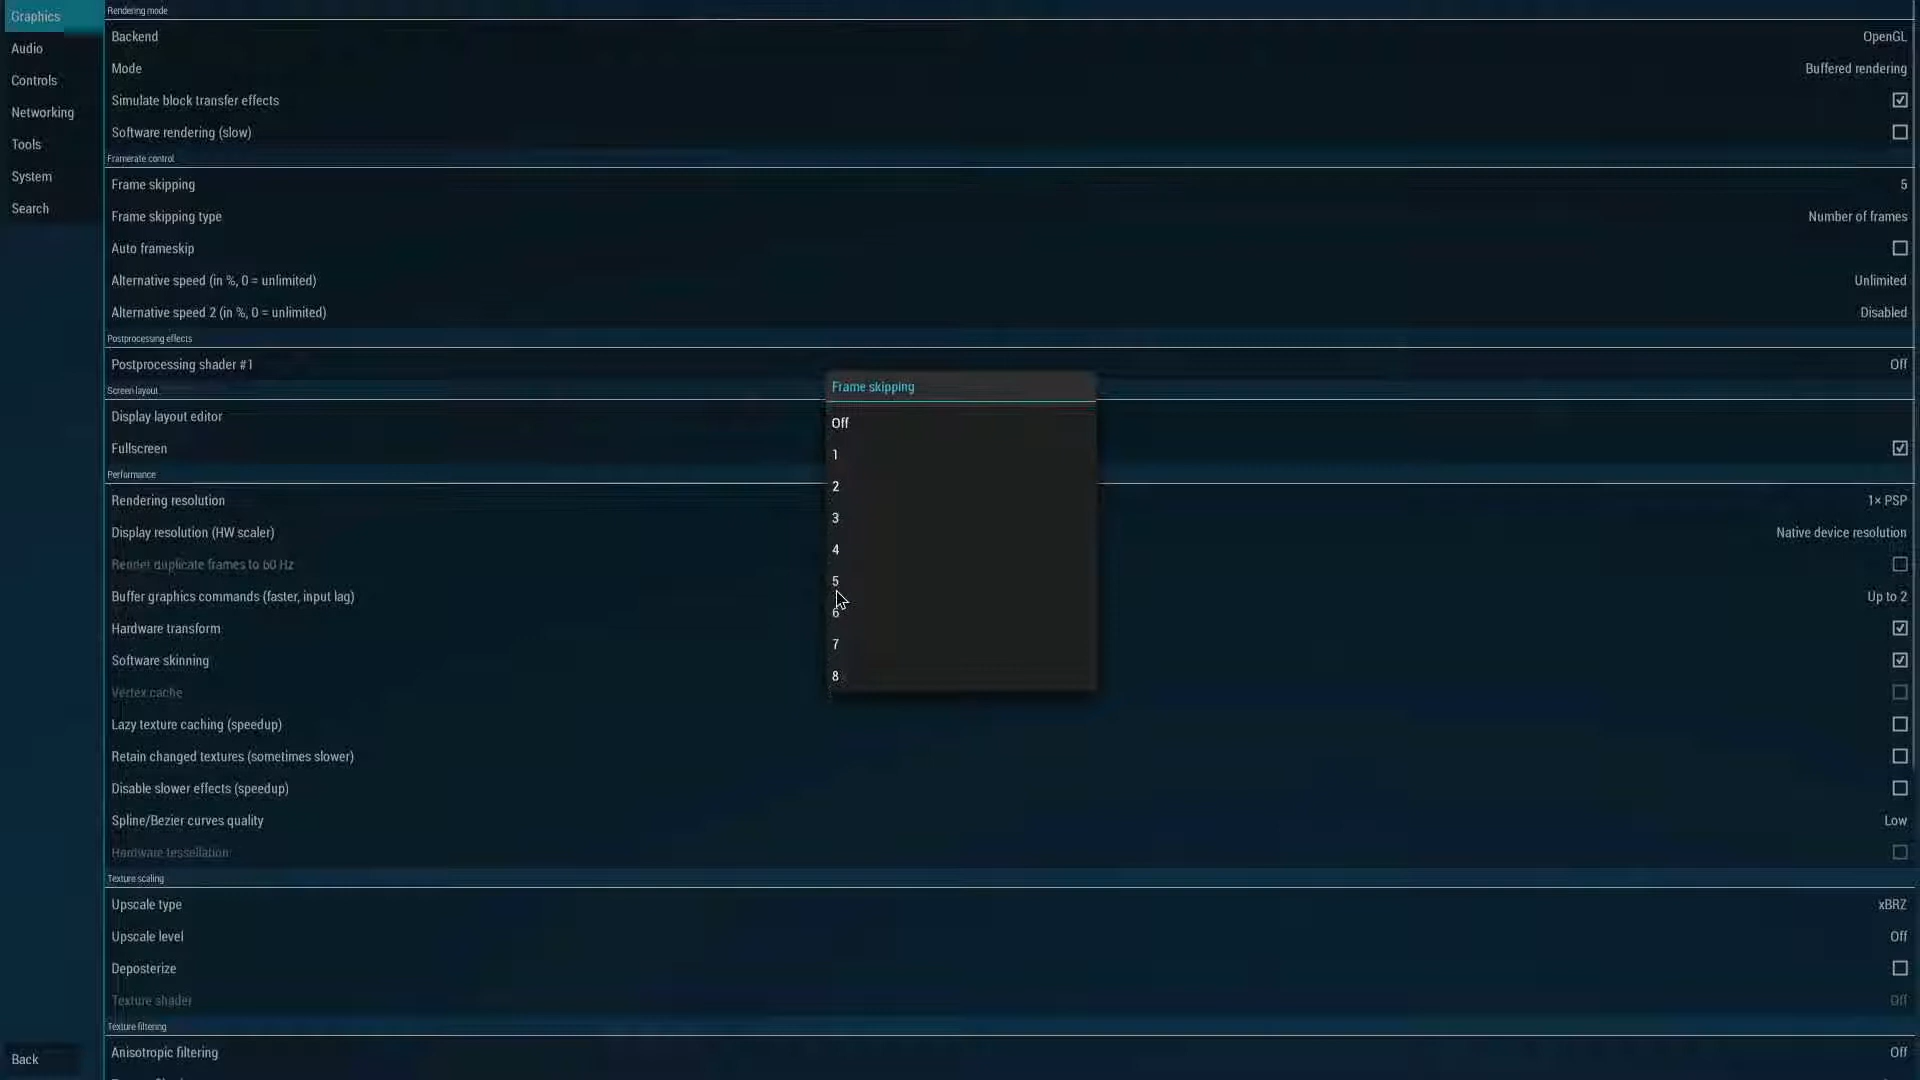 Graphics
Audio
Controls
Networking
Tools
System
Search
Back
Rendering mode
Backend OpenGL
Mode Buffered rendering
Simulate block transfer effects
Software rendering (slow)
Framerate control
Frame skipping 5
Frame skipping type Number of frames
Auto frameskip
Alternative speed (in %, 0 = unlimited) Unlimited
Alternative speed 2 (in %, 0 = unlimited) Disabled
Postprocessing effects
Postprocessing shader #1 Off
Screen layout
Display layout editor
Fullscreen
Performance
Rendering resolution 1× PSP
Display resolution (HW scaler) Native device resolution
Render duplicate frames to 60 Hz
Buffer graphics commands (faster, input lag) Up to 2
Hardware transform
Software skinning
Vertex cache
Lazy texture caching (speedup)
Retain changed textures (sometimes slower)
Disable slower effects (speedup)
Spline/Bezier curves quality Low
Hardware tessellation
Texture scaling
Upscale type xBRZ
Upscale level Off
Deposterize
Texture shader Off
Texture filtering
Anisotropic filtering Off
Frame skipping
Off
1
2
3
4
5
6
7
8